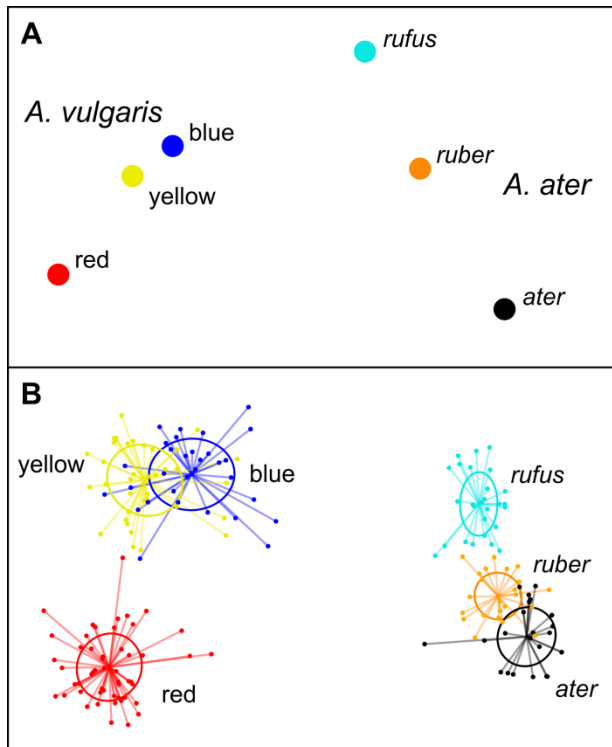 A
rufus
A. vulgaris
blue
ruber
yellow
A. ater
red
ater
B
yellow
blue
rufus
ruber
red
ater